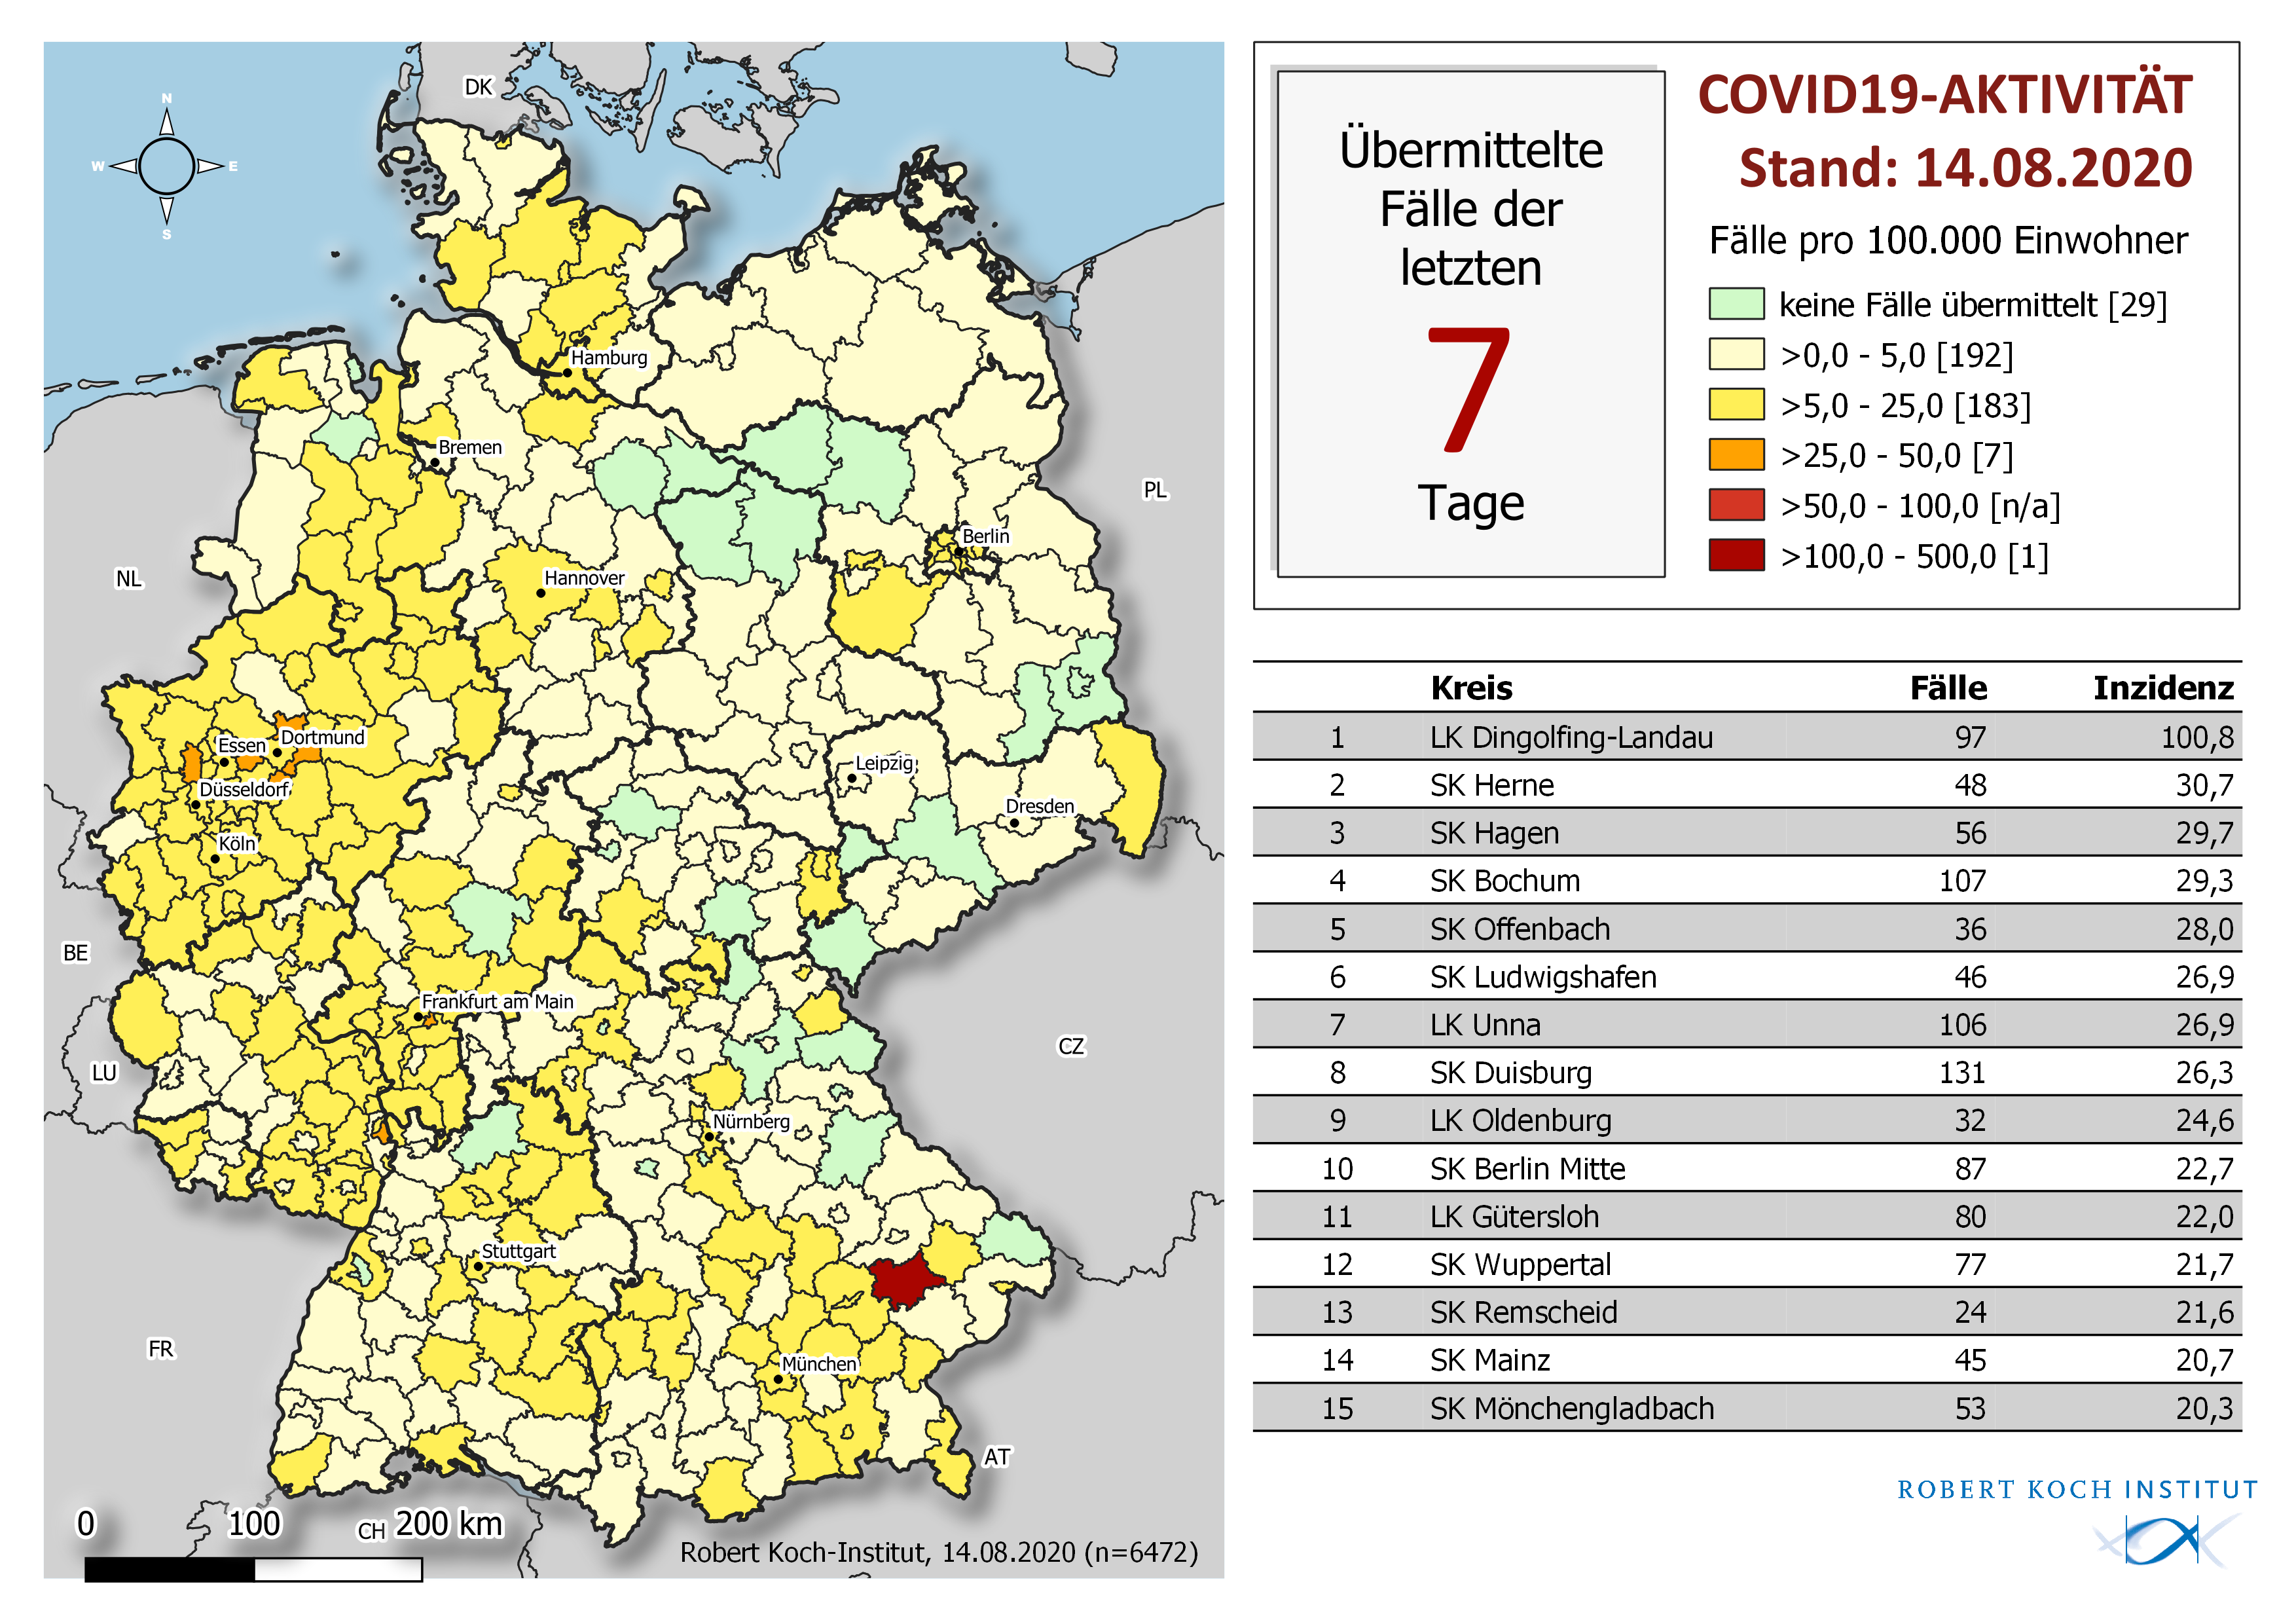 N
W
E
S
DK
Hamburg
Bremen
PL
Berlin
NL
Hannover
Essen
Dortmund
Düsseldorf
Leipzig
Dresden
Köln
BE
Frankfurt am Main
LU
CZ
Nürnberg
Stuttgart
FR
München
AT
0
100
CH
200 km
Robert Koch-Institut, 14.08.2020 (n=6472)
Übermittelte
Fälle der
letzten
7
Tage
COVID19-AKTIVITÄT
Stand: 14.08.2020
Fälle pro 100.000 Einwohner
keine Fälle übermittelt [29]
>0,0 - 5,0 [192]
>5,0 - 25,0 [183]
>25,0 - 50,0 [7]
>50,0 - 100,0 [n/a]
>100,0 - 500,0 [1]
Kreis Fälle Inzidenz
1 LK Dingolfing-Landau 97 100,8
2 SK Herne 48 30,7
3 SK Hagen 56 29,7
4 SK Bochum 107 29,3
5 SK Offenbach 36 28,0
6 SK Ludwigshafen 46 26,9
7 LK Unna 106 26,9
8 SK Duisburg 131 26,3
9 LK Oldenburg 32 24,6
10 SK Berlin Mitte 87 22,7
11 LK Gütersloh 80 22,0
12 SK Wuppertal 77 21,7
13 SK Remscheid 24 21,6
14 SK Mainz 45 20,7
15 SK Mönchengladbach 53 20,3
ROBERT KOCH INSTITUT